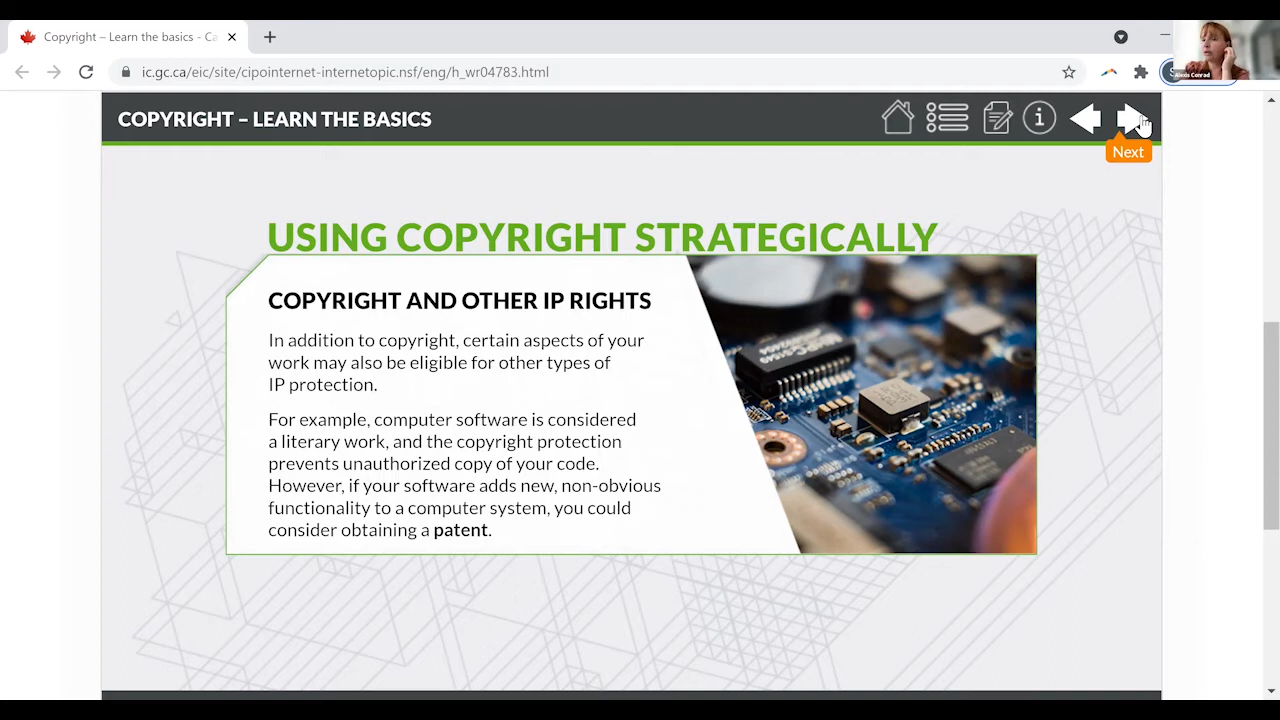 Copyright – Learn the basics - Ca
ic.gc.ca/eic/site/cipointernet-internetopic.nsf/eng/h_wr04783.html
Alexis Conrad
COPYRIGHT – LEARN THE BASICS
Next
USING COPYRIGHT STRATEGICALLY
COPYRIGHT AND OTHER IP RIGHTS
In addition to copyright, certain aspects of your
work may also be eligible for other types of
IP protection.
For example, computer software is considered
a literary work, and the copyright protection
prevents unauthorized copy of your code.
However, if your software adds new, non-obvious
functionality to a computer system, you could
consider obtaining a patent.